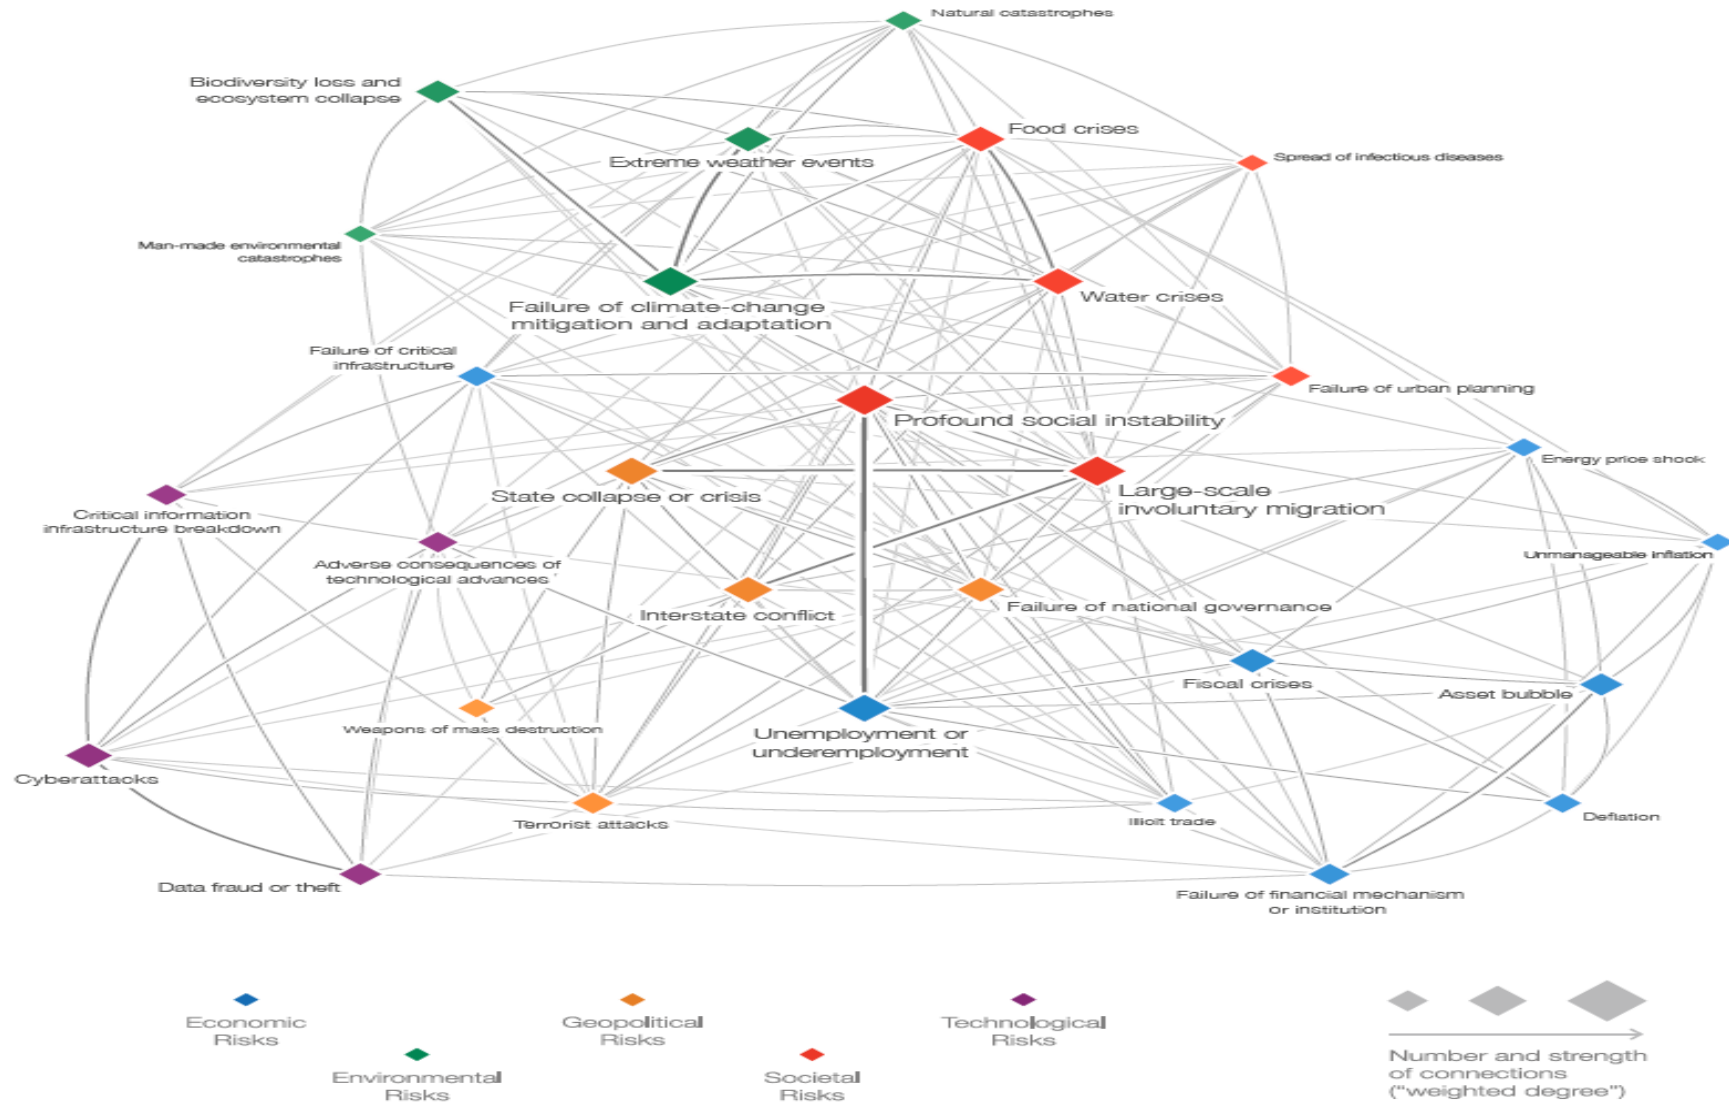 Natural catastrophes
Biodiversity loss and
ecosystem collapse
Food crises
Extreme weather events
Spread of infectious diseases
Man-made environmental
catastrophes
Water crises
Failure of climate-change
mitigation and adaptation
Failure of critical
infrastructure
Failure of urban planning
Profound social instability
Energy price shock
State collapse or crisis
Large-scale
involuntary migration
Critical information
infrastructure breakdown
Unmanageable inflation
Adverse consequences of
technological advances
Interstate conflict
Failure of national governance
Fiscal crises
Asset bubble
Weapons of mass destruction
Unemployment or
underemployment
Cyberattacks
Terrorist attacks
Illicit trade
Deflation
Data fraud or theft
Failure of financial mechanism
or institution
Economic
Risks
Geopolitical
Risks
Technological
Risks
Environmental
Risks
Societal
Risks
Number and strength
of connections
("weighted degree")